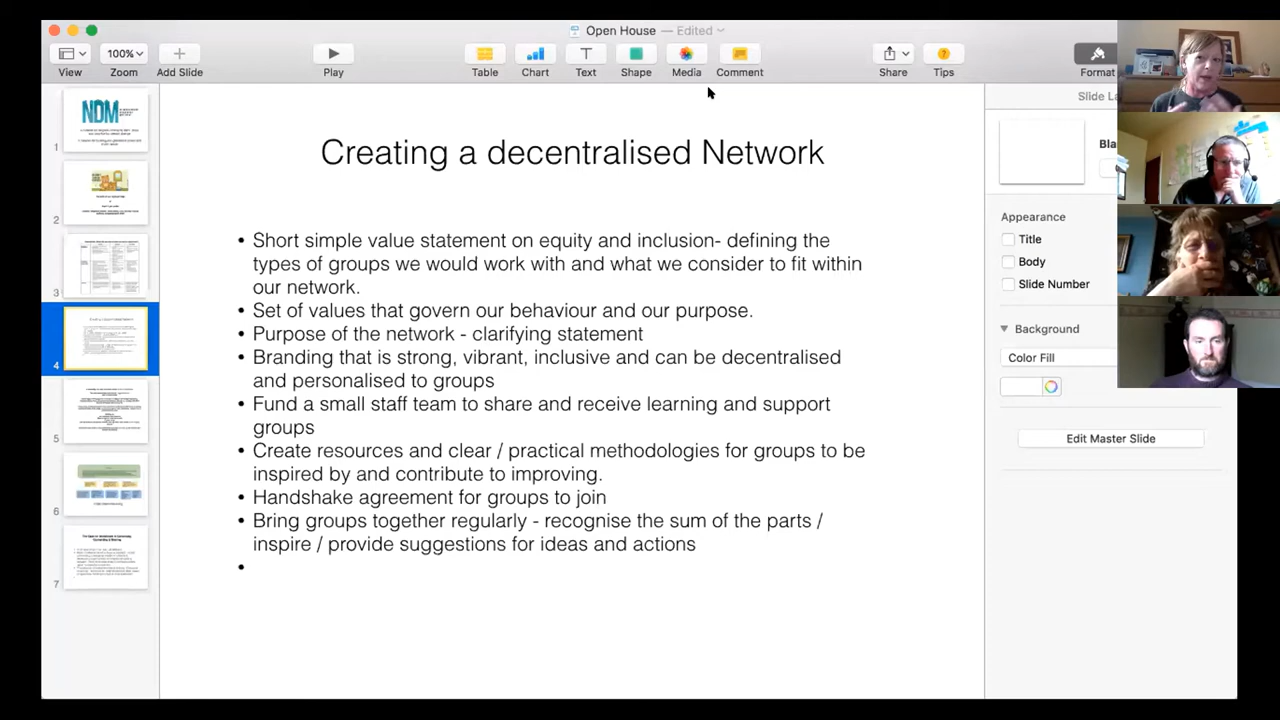 Open House — Edited
100%
View
Zoom
Add Slide
Play
Table
Chart
Text
Shape
Media
Comment
Share
Tips
Format
Slide La
1
NDM
2
3
4
5
6
7
Creating a decentralised Network
• Short simple value statement on equity and inclusion- defining the
types of groups we would work with and what we consider to fit within
our network.
• Set of values that govern our behaviour and our purpose.
• Purpose of the network - clarifying statement
• Branding that is strong, vibrant, inclusive and can be decentralised
and personalised to groups
• Fund a small staff team to share and receive learning and support
groups
• Create resources and clear / practical methodologies for groups to be
inspired by and contribute to improving.
• Handshake agreement for groups to join
• Bring groups together regularly - recognise the sum of the parts /
inspire / provide suggestions for ideas and actions
•
Bla
Appearance
Title
Body
Slide Number
Background
Color Fill
Edit Master Slide